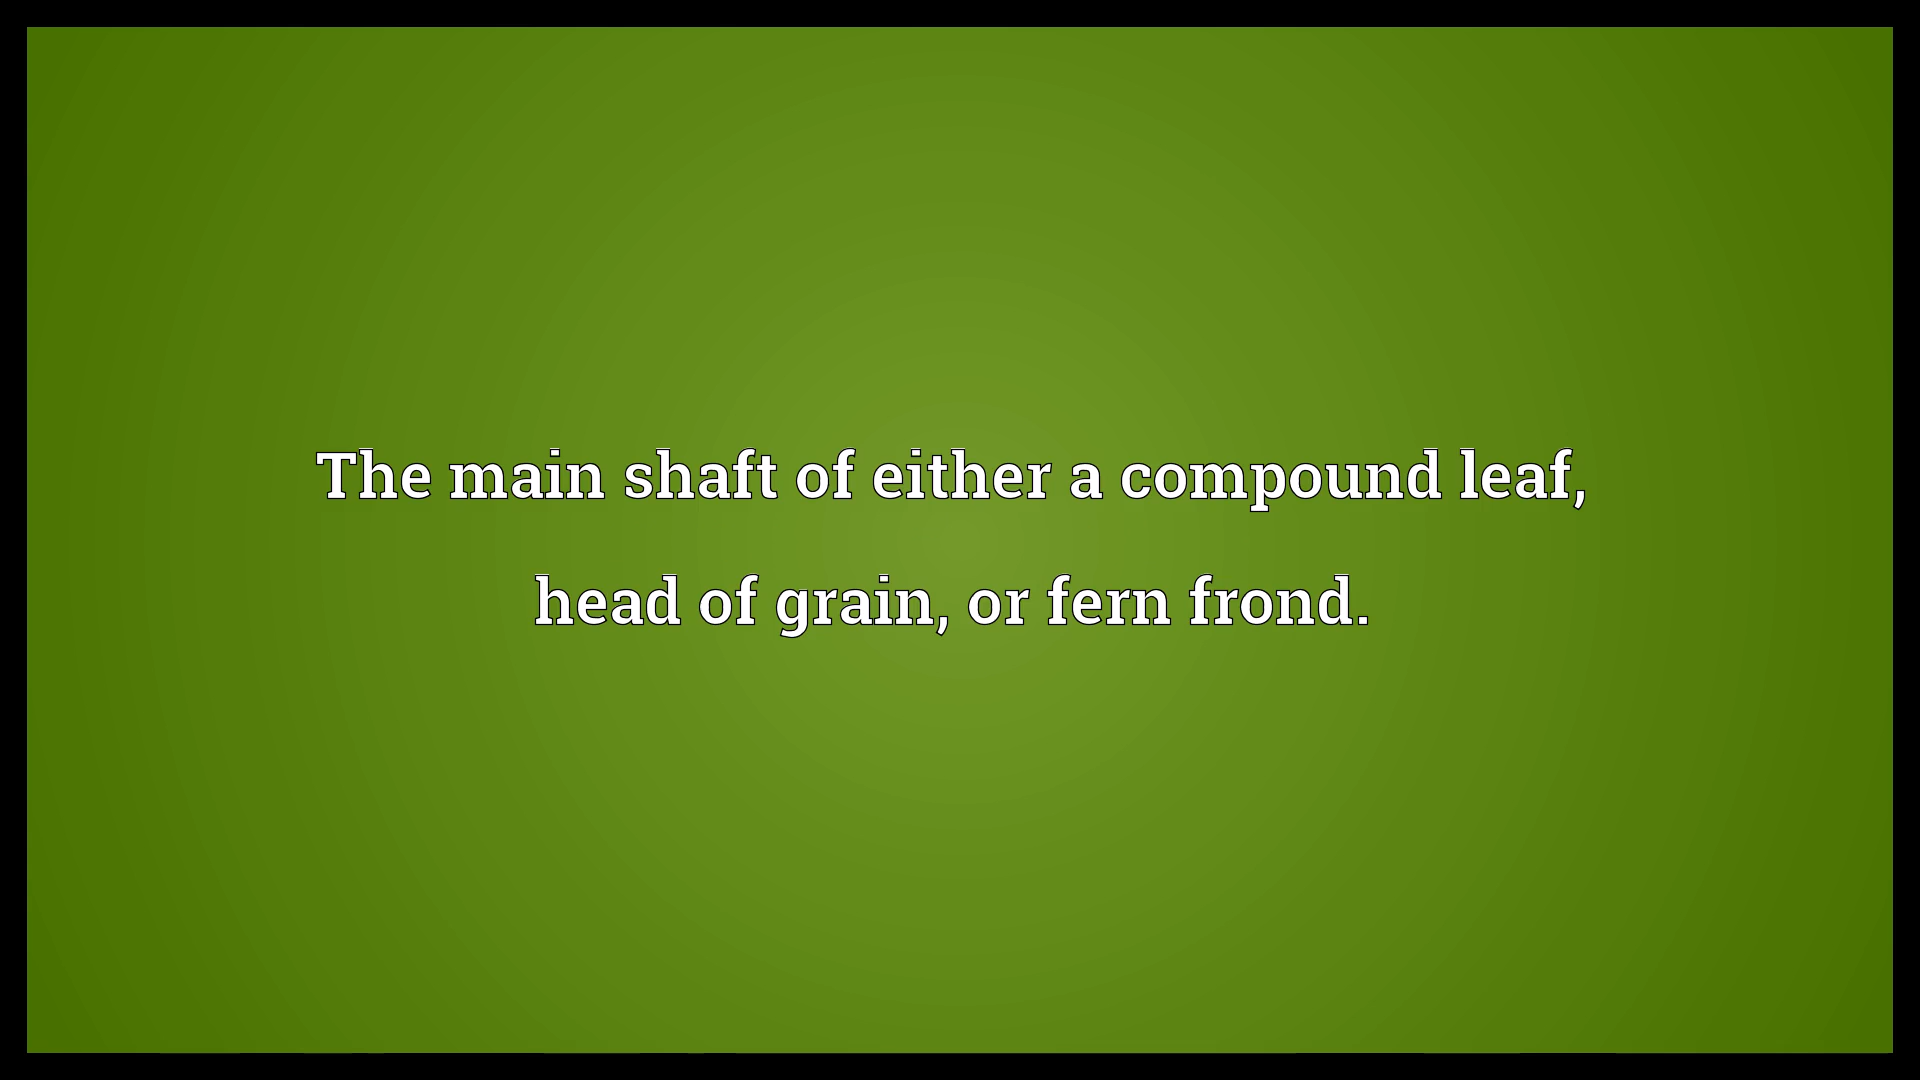 The main shaft of either a compound leaf,
head of grain, or fern frond.